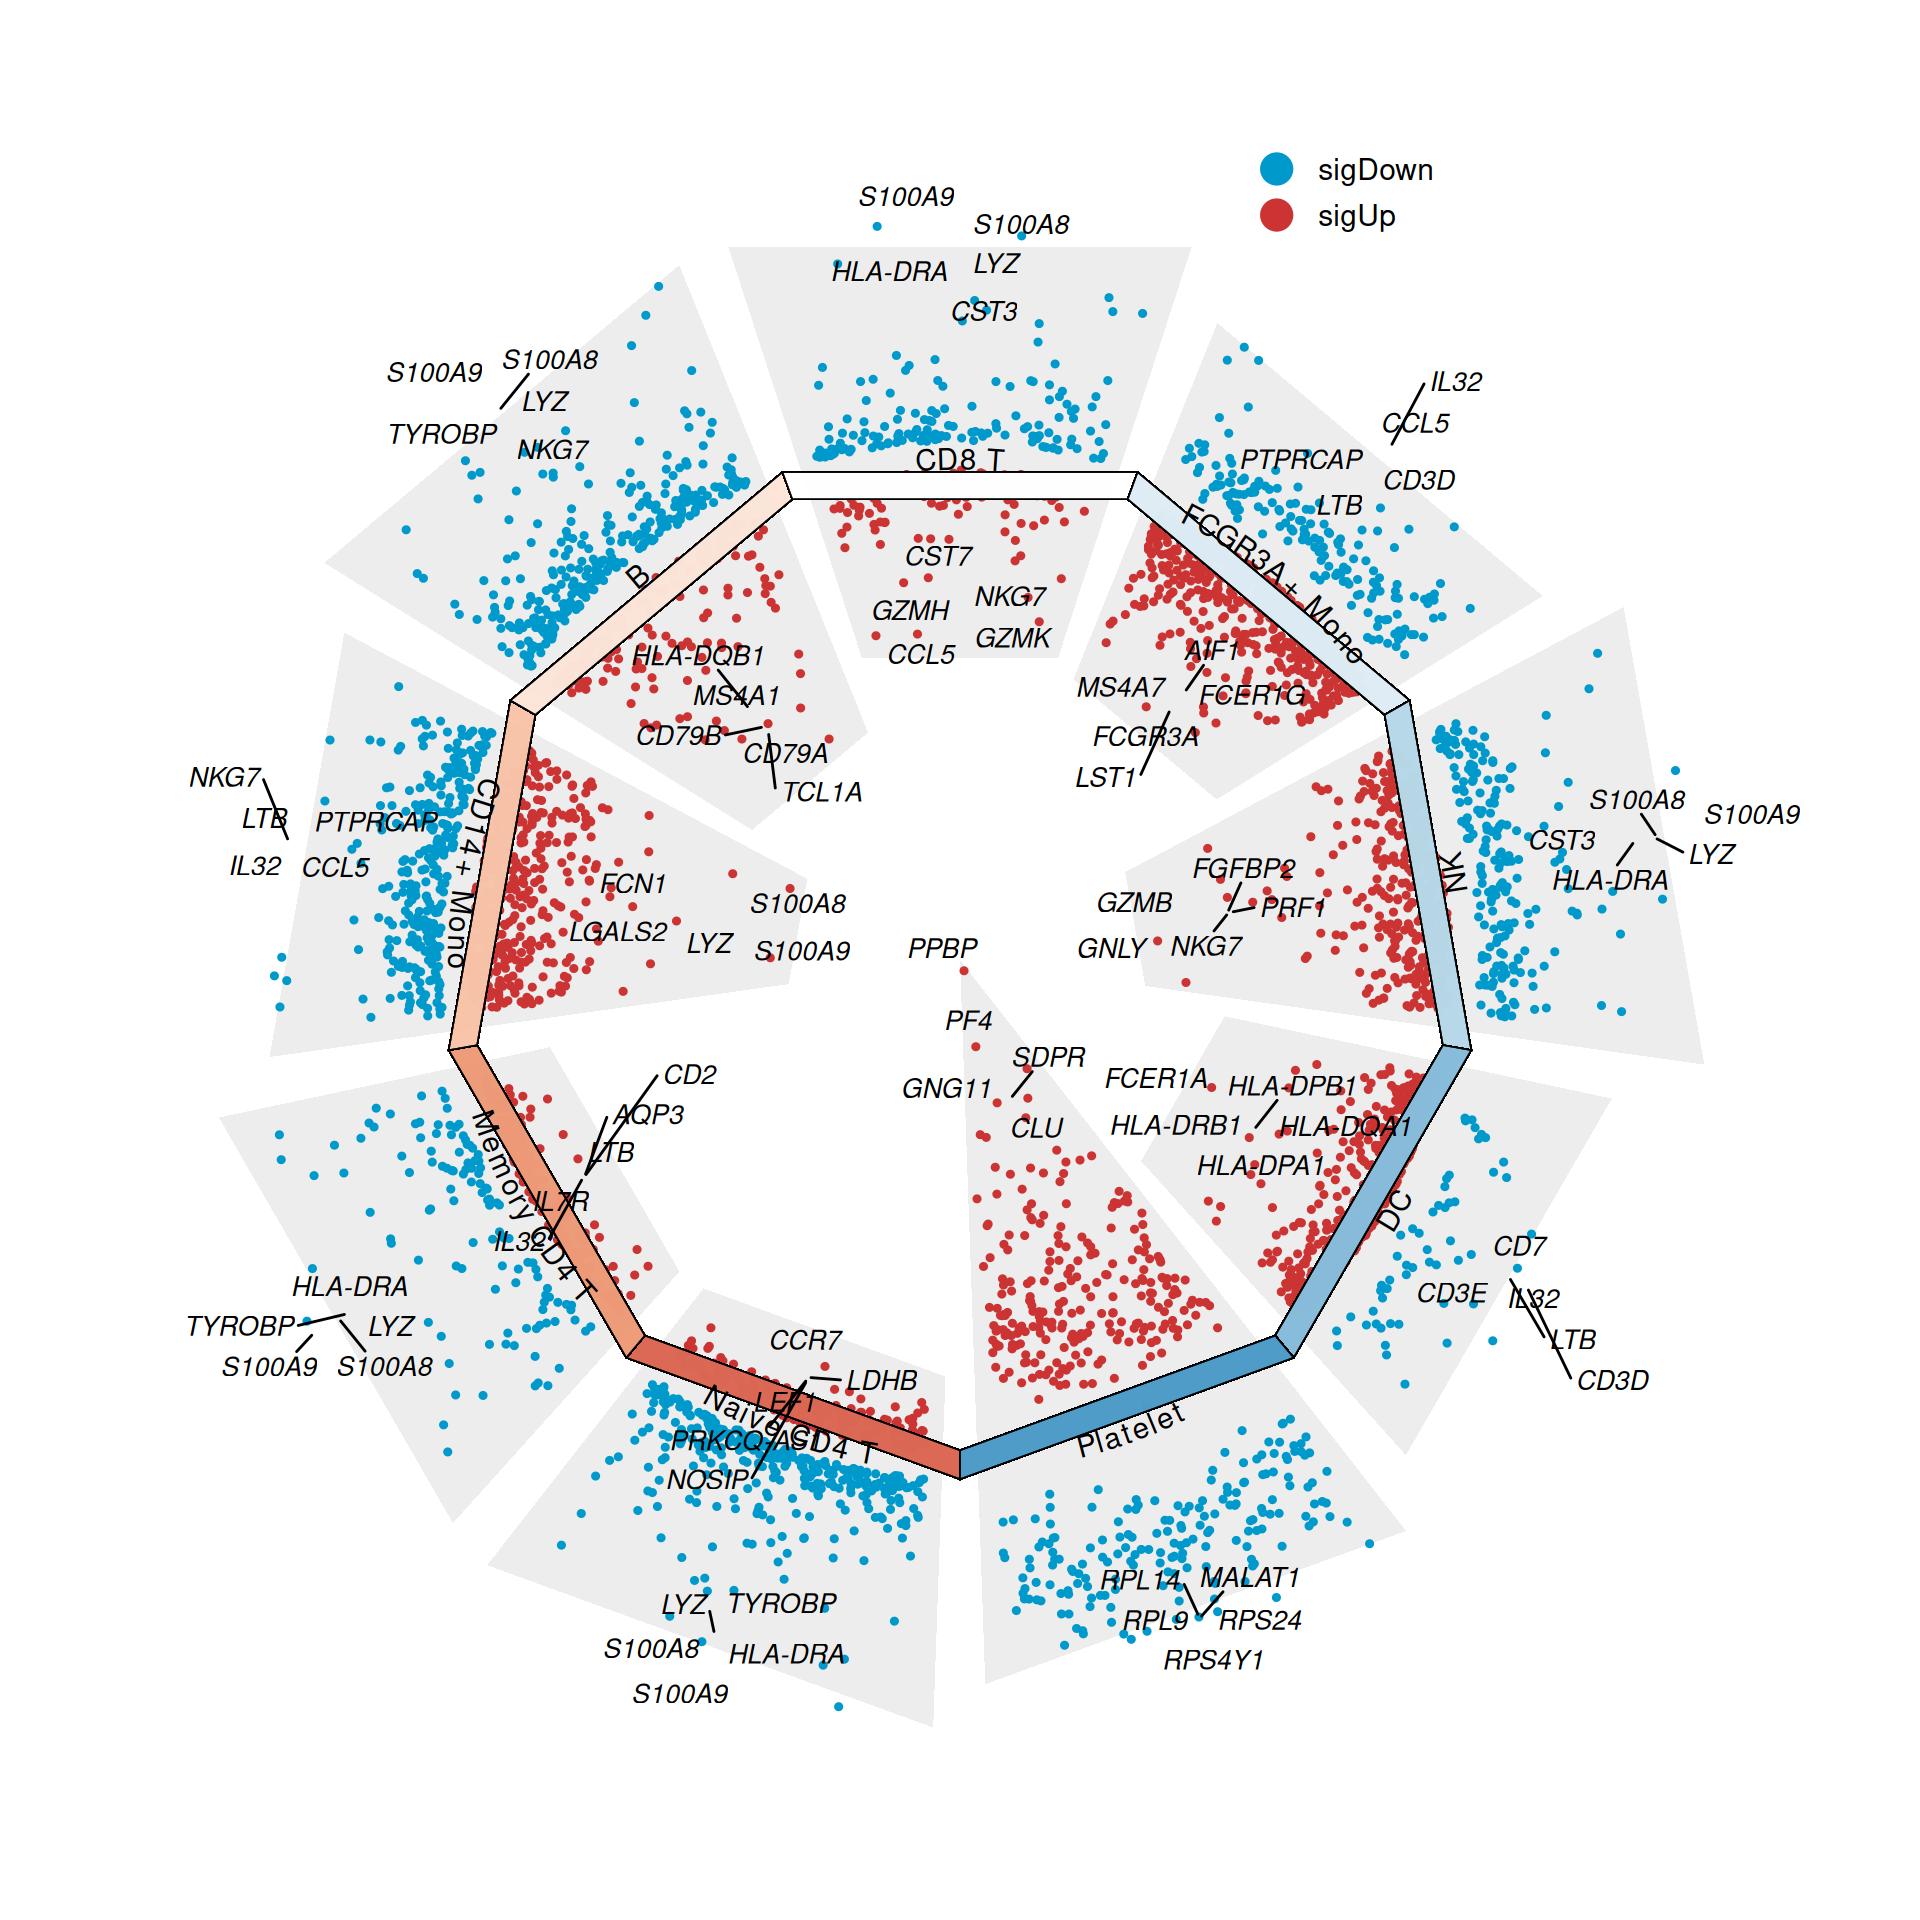 sigDown
sigUp
S100A9
S100A8
HLA-DRA
LYZ
CST3
CD8 T
CST7
GZMH
NKG7
GZMK
CCL5
IL32
CCL5
PTPRCAP
CD3D
LTB
FCGR3A+ Mono
AIF1
MS4A7
FCER1G
FCGR3A
LST1
S100A8
S100A9
CST3
LYZ
HLA-DRA
NK
FGFBP2
GZMB
PRF1
GNLY
NKG7
FCER1A
HLA-DPB1
HLA-DRB1
HLA-DQA1
HLA-DPA1
DC
CD7
CD3E
IL32
LTB
CD3D
PPBP
PF4
SDPR
GNG11
CLU
Platelet
RPL14
MALAT1
RPL9
RPS24
RPS4Y1
CCR7
LDHB
LEF1
Naive CD4 T
PRKCQ-AS1
NOSIP
LYZ
TYROBP
S100A8
HLA-DRA
S100A9
CD2
AQP3
LTB
IL7R
IL32
Memory CD4 T
HLA-DRA
TYROBP
LYZ
S100A9
S100A8
NKG7
LTB
PTPRCAP
IL32
CCL5
CD14+ Mono
FCN1
S100A8
LGALS2
LYZ
S100A9
S100A9
S100A8
LYZ
TYROBP
NKG7
B
HLA-DQB1
MS4A1
CD79B
CD79A
TCL1A